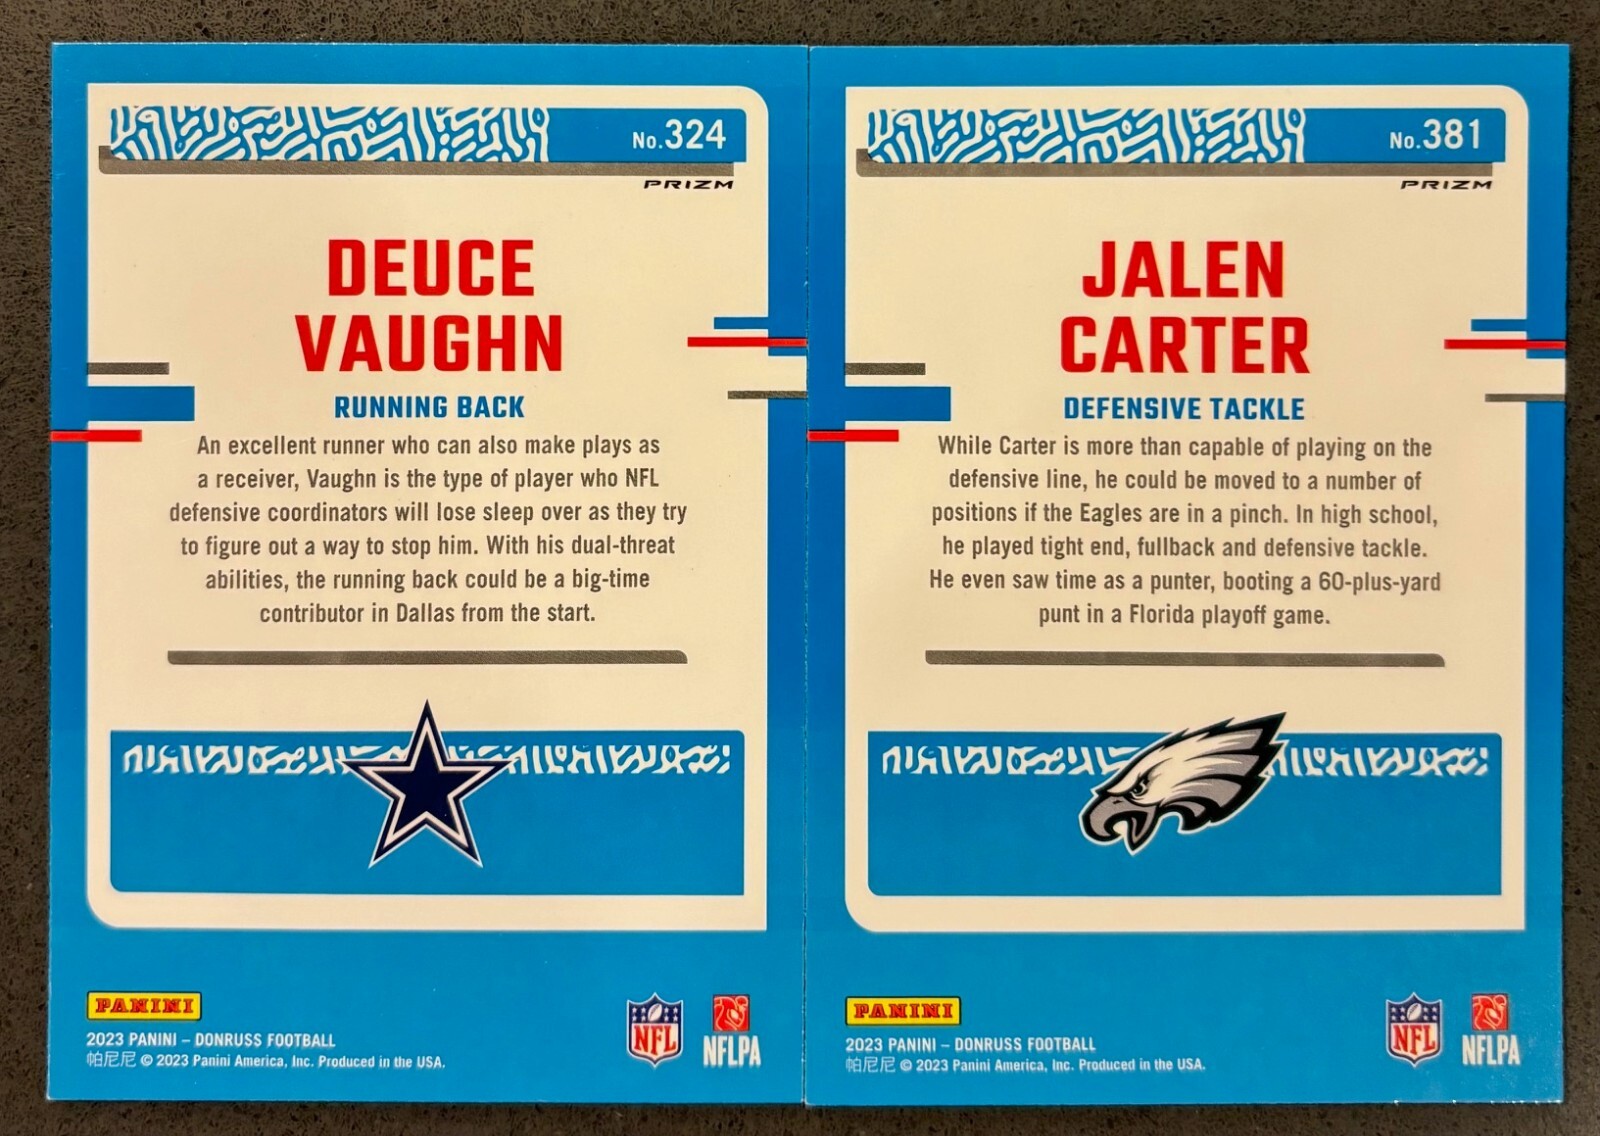 No.324
PRIZM
DEUCE
VAUGHN
RUNNING BACK
An excellent runner who can also make plays as
a receiver, Vaughn is the type of player who NFL
defensive coordinators will lose sleep over as they try
to figure out a way to stop him. With his dual-threat
abilities, the running back could be a big-time
contributor in Dallas from the start.
PANINI
2023 PANINI – DONRUSS FOOTBALL
帕尼尼 © 2023 Panini America, Inc. Produced in the USA.
NFL
NFLPA
No.381
PRIZM
JALEN
CARTER
DEFENSIVE TACKLE
While Carter is more than capable of playing on the
defensive line, he could be moved to a number of
positions if the Eagles are in a pinch. In high school,
he played tight end, fullback and defensive tackle.
He even saw time as a punter, booting a 60-plus-yard
punt in a Florida playoff game.
PANINI
2023 PANINI – DONRUSS FOOTBALL
帕尼尼 © 2023 Panini America, Inc. Produced in the USA.
NFL
NFLPA